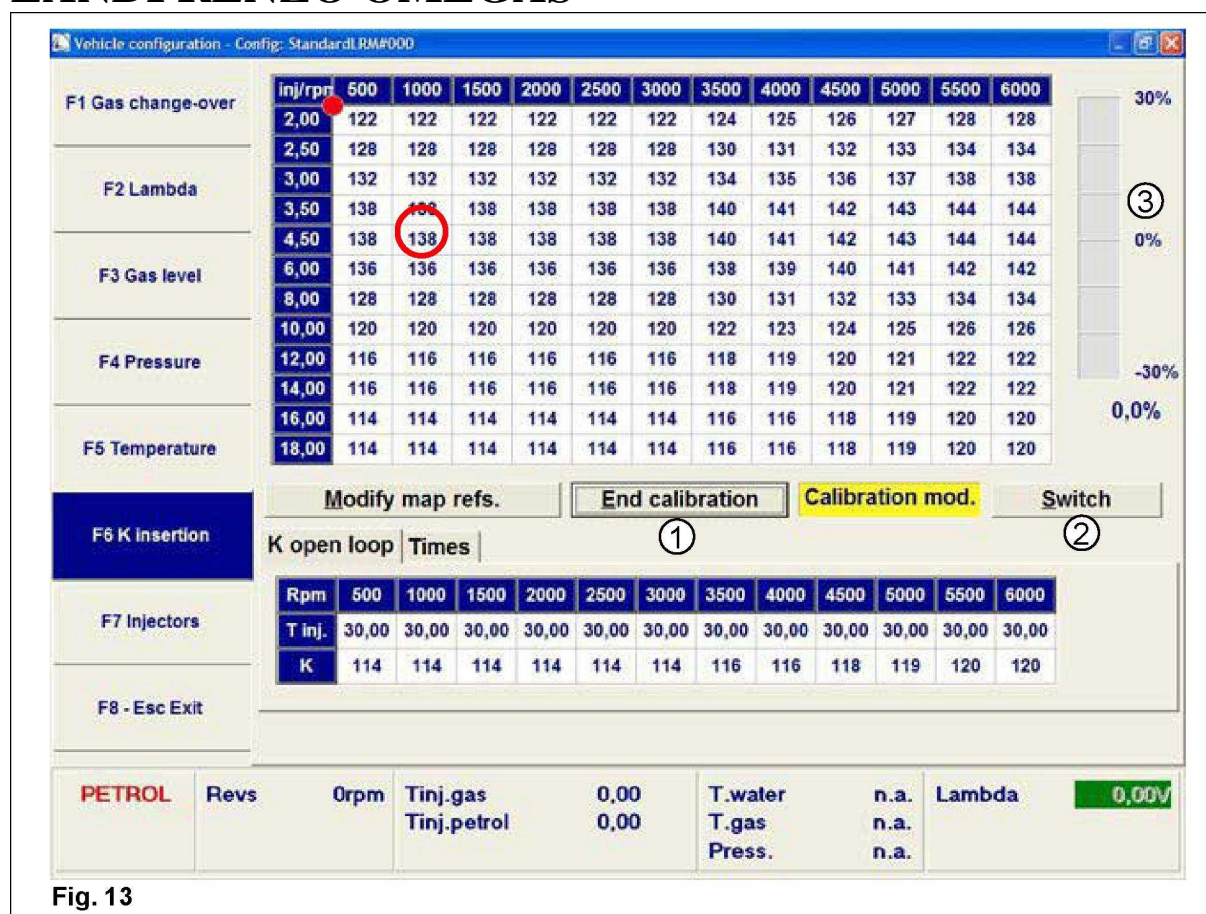 LANDI RENZO OMEGAS
Vehicle configuration - Config: StandardLRM#000
F1 Gas change-over
F2 Lambda
F3 Gas level
F4 Pressure
F5 Temperature
F6 K insertion
F7 Injectors
F8 - Esc Exit
inj/rpm 500 1000 1500 2000 2500 3000 3500 4000 4500 5000 5500 6000
2,00 122 122 122 122 122 122 124 125 126 127 128 128
2,50 128 128 128 128 128 128 130 131 132 133 134 134
3,00 132 132 132 132 132 132 134 135 136 137 138 138
3,50 138 138 138 138 138 138 140 141 142 143 144 144
4,50 138 138 138 138 138 138 140 141 142 143 144 144
6,00 136 136 136 136 136 136 138 139 140 141 142 142
8,00 128 128 128 128 128 128 130 131 132 133 134 134
10,00 120 120 120 120 120 120 122 123 124 125 126 126
12,00 116 116 116 116 116 116 118 119 120 121 122 122
14,00 116 116 116 116 116 116 118 119 120 121 122 122
16,00 114 114 114 114 114 114 116 116 118 119 120 120
18,00 114 114 114 114 114 114 116 116 118 119 120 120
30%
③
0%
-30%
0,0%
Modify map refs. End calibration Calibration mod. Switch
① ②
K open loop Times
Rpm 500 1000 1500 2000 2500 3000 3500 4000 4500 5000 5500 6000
T inj. 30,00 30,00 30,00 30,00 30,00 30,00 30,00 30,00 30,00 30,00 30,00 30,00
K 114 114 114 114 114 114 116 116 118 119 120 120
PETROL Revs 0rpm Tinj.gas 0,00 T.water n.a. Lambda 0,00V
Tinj.petrol 0,00 T.gas n.a.
Press. n.a.
Fig. 13